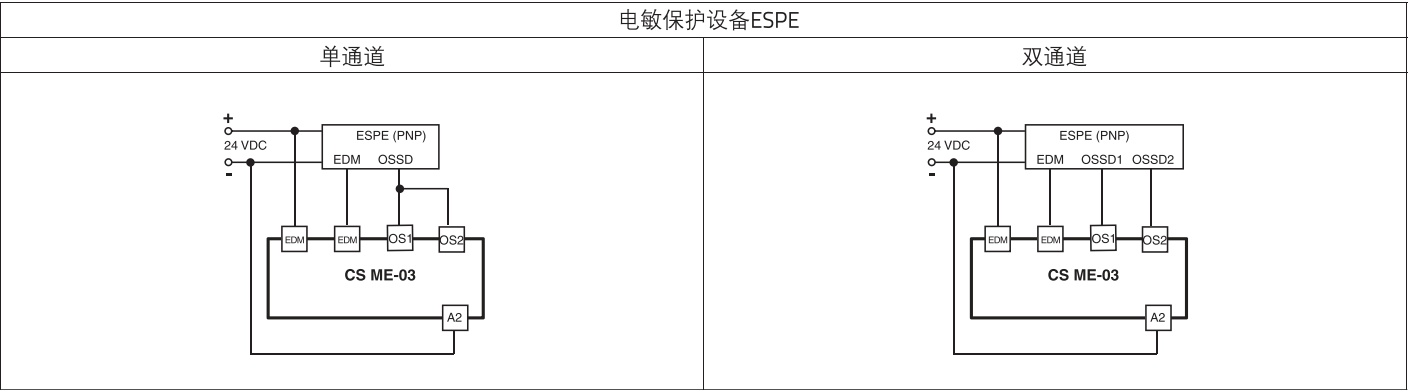 电敏保护设备ESPE
单通道
双通道
+
24 VDC
-
ESPE (PNP)
EDM OSSD
EDM EDM OS1 OS2
CS ME-03
A2
+
24 VDC
-
ESPE (PNP)
EDM OSSD1 OSSD2
EDM EDM OS1 OS2
CS ME-03
A2